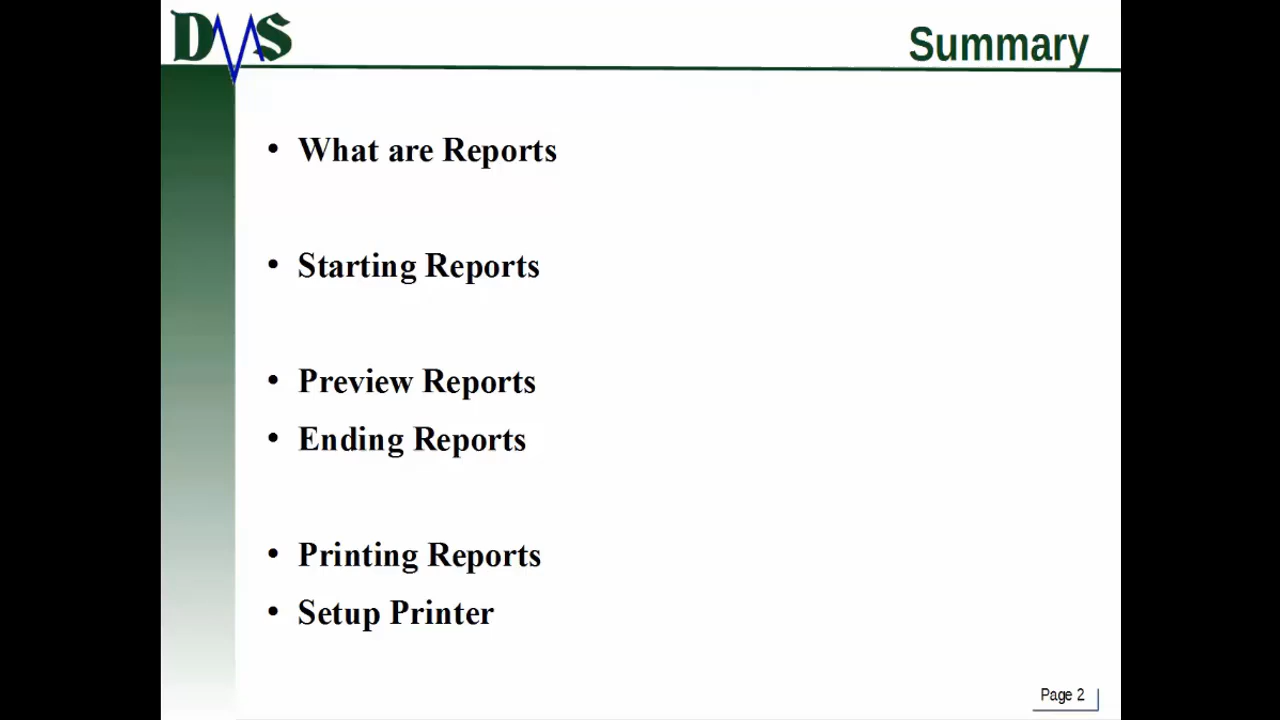 DMS
Summary
• What are Reports
• Starting Reports
• Preview Reports
• Ending Reports
• Printing Reports
• Setup Printer
Page 2